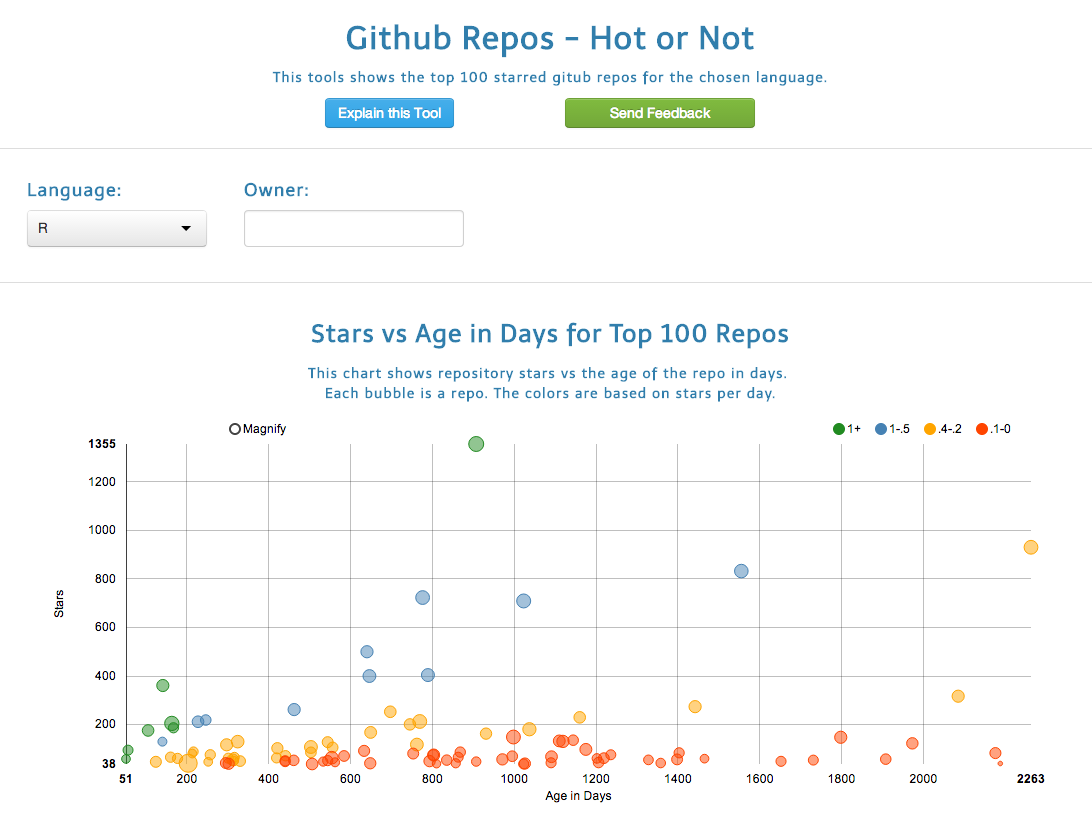 Github Repos – Hot or Not
This tools shows the top 100 starred gitub repos for the chosen language.
Explain this Tool
Send Feedback
Language:
Owner:
R
Stars vs Age in Days for Top 100 Repos
This chart shows repository stars vs the age of the repo in days.
Each bubble is a repo. The colors are based on stars per day.
Magnify
1+ 1-.5 .4-.2 .1-0
1355
1200
1000
800
600
400
200
38
Stars
51 200 400 600 800 1000 1200 1400 1600 1800 2000 2263
Age in Days